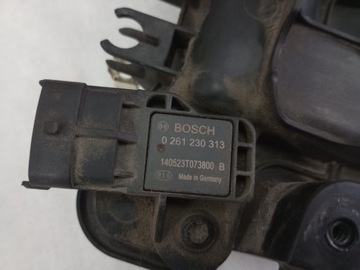 BOSCH
0 261 230 313
140523T073800 B
Made in Germany